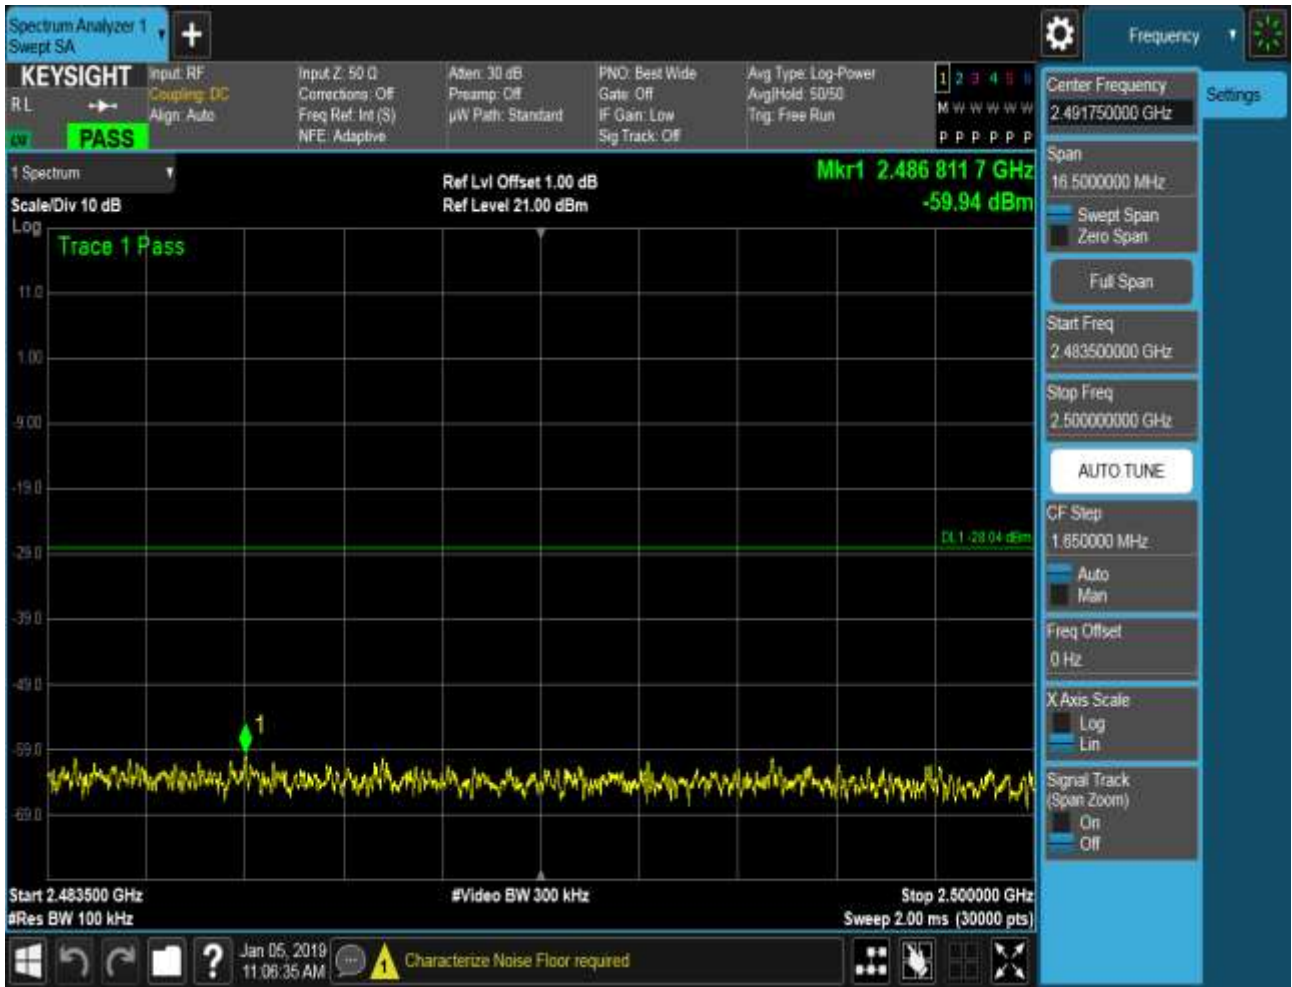 Spectrum Analyzer 1
Swept SA
+
Frequency
KEYSIGHT
R L
PASS
Input: RF
Coupling: DC
Align: Auto
Input Z: 50 Ω
Corrections: Off
Freq Ref: Int (S)
NFE: Adaptive
Atten: 30 dB
Preamp: Off
µW Path: Standard
PNO: Best Wide
Gate: Off
IF Gain: Low
Sig Track: Off
Avg Type: Log-Power
Avg|Hold: 50/50
Trig: Free Run
1 2 3 4 5 6
M W W W W W
P P P P P P
1 Spectrum
Scale/Div 10 dB
Log
Ref Lvl Offset 1.00 dB
Ref Level 21.00 dBm
Mkr1 2.486 811 7 GHz
-59.94 dBm
Trace 1 Pass
11.0
1.00
-9.00
-19.0
-29.0
-39.0
-49.0
-59.0
-69.0
DL1 -28.04 dBm
1
Start 2.483500 GHz
#Res BW 100 kHz
#Video BW 300 kHz
Stop 2.500000 GHz
Sweep 2.00 ms (30000 pts)
Jan 05, 2019
11:06:35 AM
?
1
Characterize Noise Floor required
Center Frequency
2.491750000 GHz
Settings
Span
16.5000000 MHz
Swept Span
Zero Span
Full Span
Start Freq
2.483500000 GHz
Stop Freq
2.500000000 GHz
AUTO TUNE
CF Step
1.650000 MHz
Auto
Man
Freq Offset
0 Hz
X Axis Scale
Log
Lin
Signal Track
(Span Zoom)
On
Off